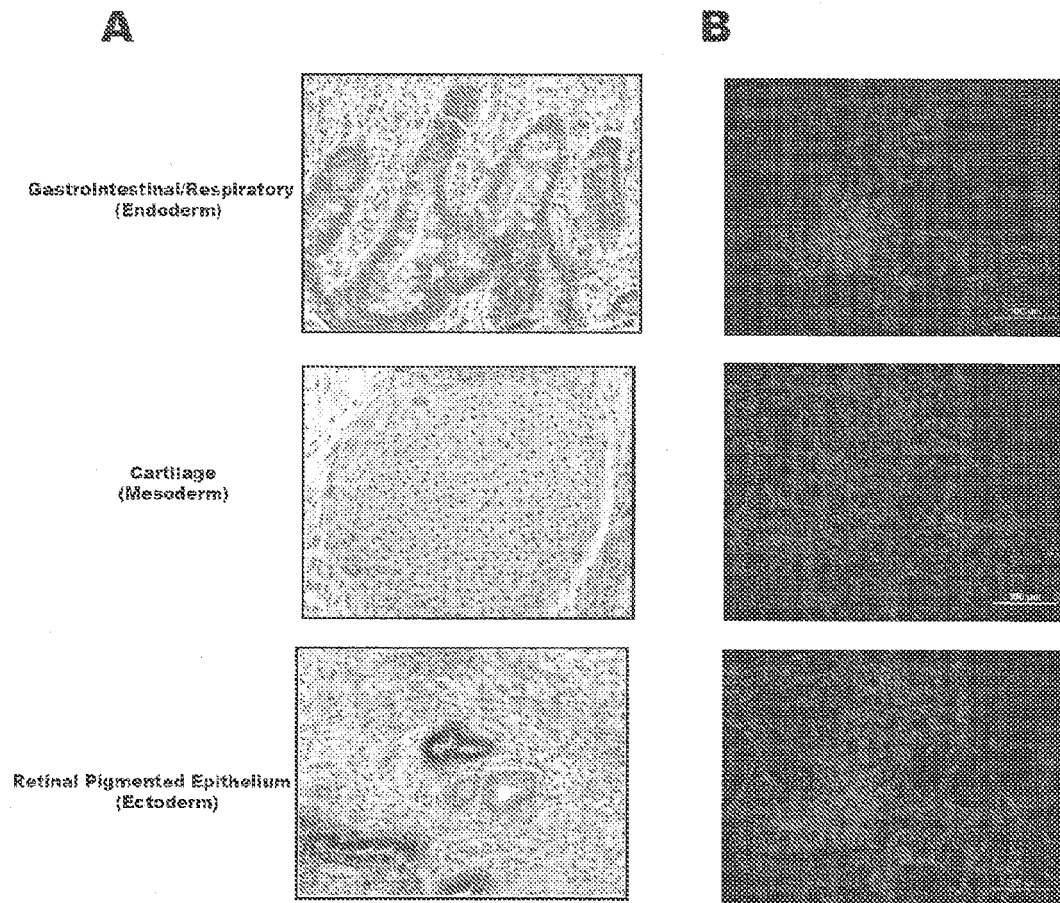 A
B
Gastrointestinal/Respiratory
(Endoderm)
Cartilage
(Mesoderm)
Retinal Pigmented Epithelium
(Ectoderm)